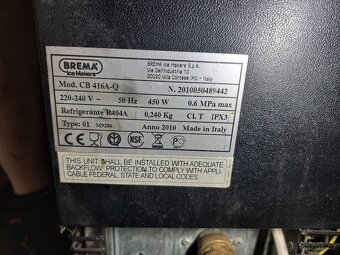 BREMA
Ice Makers
BREMA Ice Makers S.p.A.
Via Dell'Industria 10
20020 Villa Cortese (MI) - Italy
Mod. CB 416A-Q
N. 2010050489442
220-240 V ~ 50 Hz 450 W 0.6 MPa max
Refrigerante R404A 0,240 Kg CL T IPX3
Type: 01 M9286 Anno 2010 Made in Italy
THIS UNIT SHALL BE INSTALLED WITH ADEQUATE
BACKFLOW PROTECTION TO COMPLY WITH APPLI-
CABLE FEDERAL, STATE AND LOCAL CODES.